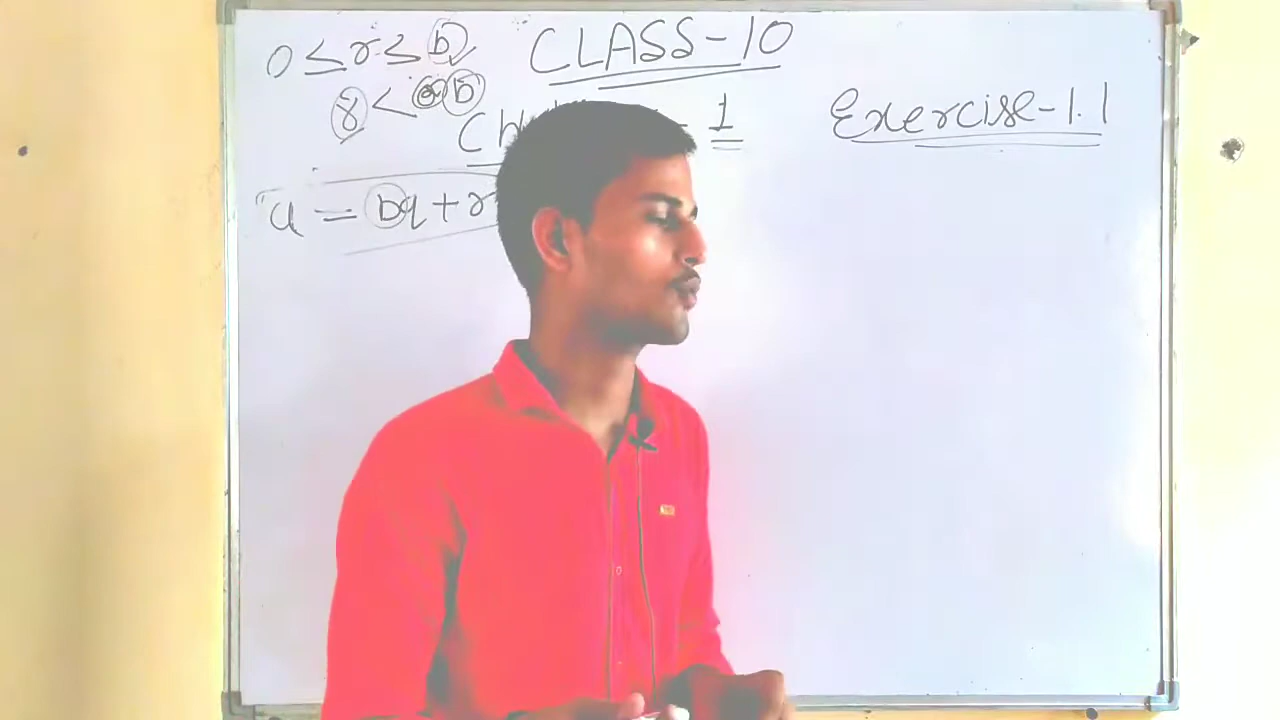 0 ≤ r ≤ b
CLASS-10
r < b
1
Exercise-1.1
a = bq + r